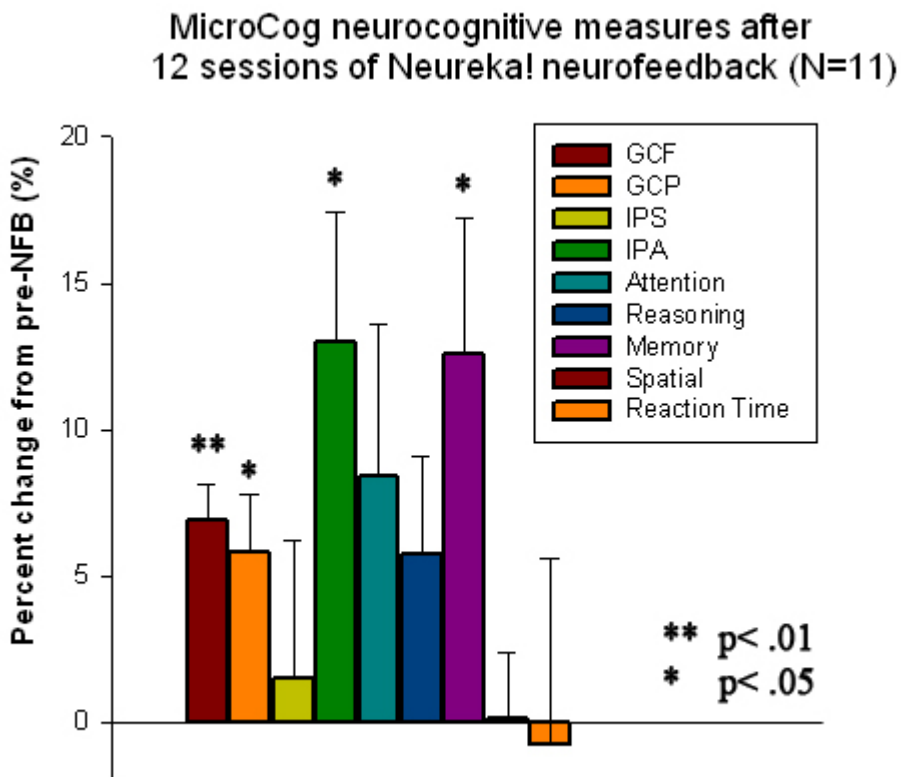 MicroCog neurocognitive measures after
12 sessions of Neureka! neurofeedback (N=11)
Percent change from pre-NFB (%)
20
15
10
5
0
**
*
*
*
GCF
GCP
IPS
IPA
Attention
Reasoning
Memory
Spatial
Reaction Time
** p< .01
* p< .05